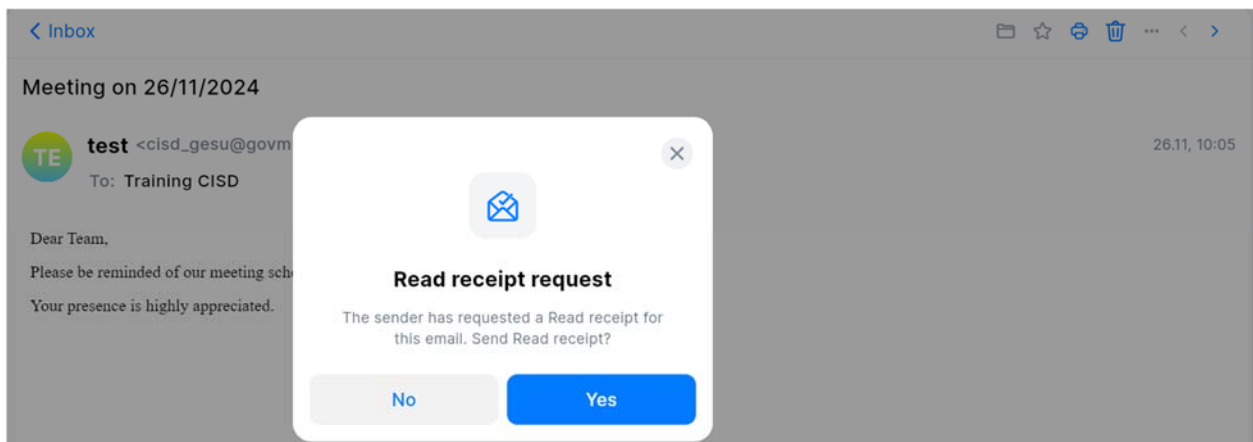 Inbox
Meeting on 26/11/2024
TE
test <cisd_gesu@govm
26.11, 10:05
To: Training CISD
Dear Team,
Please be reminded of our meeting sch
Your presence is highly appreciated.
Read receipt request
The sender has requested a Read receipt for
this email. Send Read receipt?
No
Yes